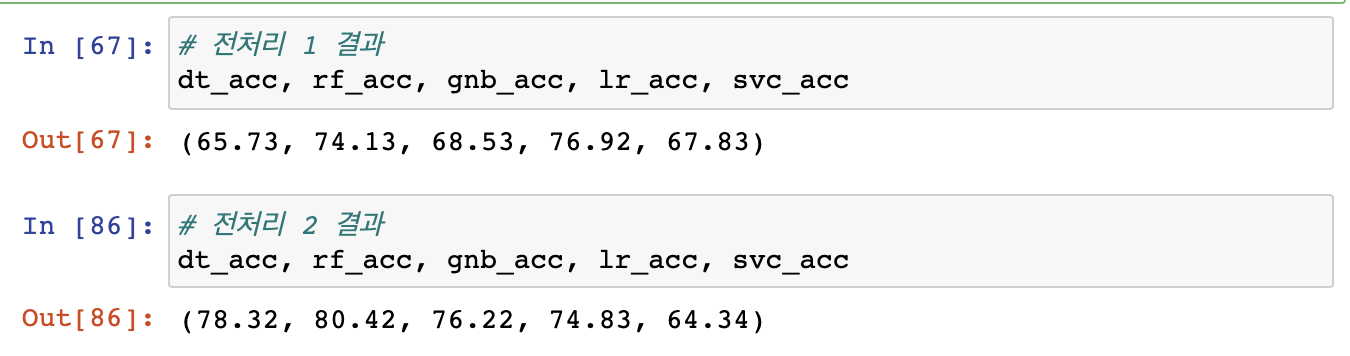 In [67]: # 전처리 1 결과
dt_acc, rf_acc, gnb_acc, lr_acc, svc_acc
Out[67]: (65.73, 74.13, 68.53, 76.92, 67.83)
In [86]: # 전처리 2 결과
dt_acc, rf_acc, gnb_acc, lr_acc, svc_acc
Out[86]: (78.32, 80.42, 76.22, 74.83, 64.34)